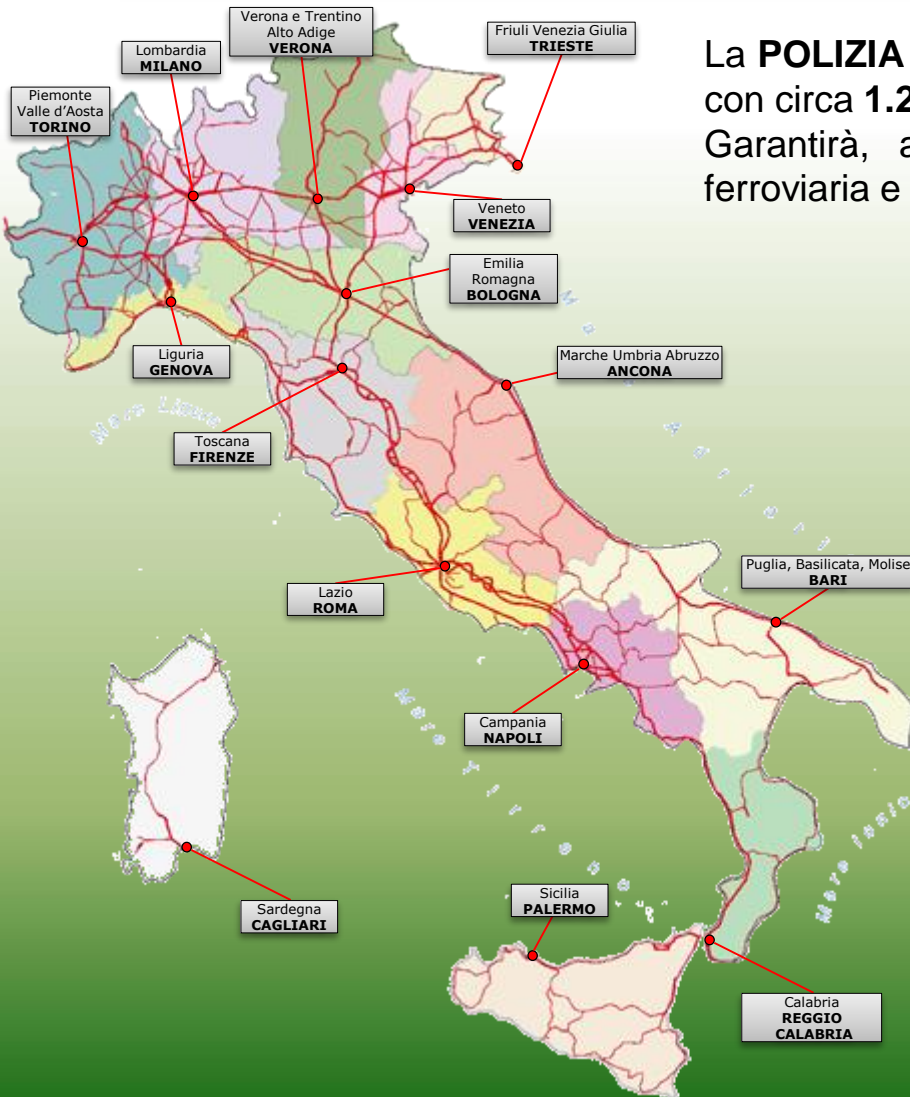 Verona e Trentino
Alto Adige
VERONA
Friuli Venezia Giulia
TRIESTE
Lombardia
MILANO
Piemonte
Valle d'Aosta
TORINO
La POLIZIA
con circa 1.2
Garantirà, a
ferroviaria e
Veneto
VENEZIA
Emilia
Romagna
BOLOGNA
Liguria
GENOVA
Marche Umbria Abruzzo
ANCONA
Mare Ligure
Toscana
FIRENZE
Lazio
ROMA
Puglia, Basilicata, Molise
BARI
Campania
NAPOLI
Sardegna
CAGLIARI
Sicilia
PALERMO
Calabria
REGGIO
CALABRIA